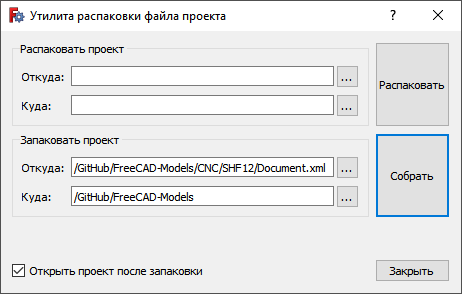 Утилита распаковки файла проекта
Распаковать проект
Откуда:
...
Куда:
...
Распаковать
Запаковать проект
Откуда: /GitHub/FreeCAD-Models/CNC/SHF12/Document.xml ...
Куда: /GitHub/FreeCAD-Models ...
Собрать
Открыть проект после запаковки
Закрыть